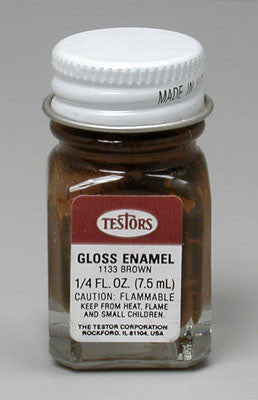 MADE IN
TESTORS
GLOSS ENAMEL
1133 BROWN
1/4 FL. OZ. (7.5 mL)
CAUTION: FLAMMABLE
KEEP FROM HEAT, FLAME
AND SMALL CHILDREN.
THE TESTOR CORPORATION
ROCKFORD, IL 61104, USA